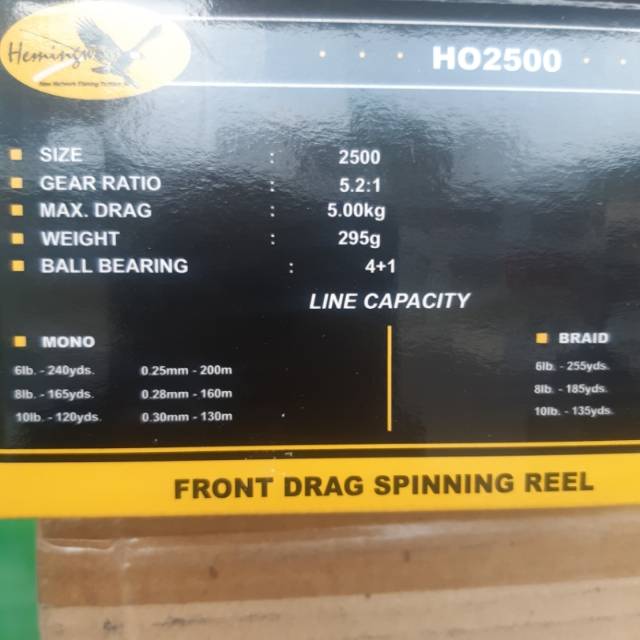 Hemingway
HO2500
SIZE : 2500
GEAR RATIO : 5.2:1
MAX. DRAG : 5.00kg
WEIGHT : 295g
BALL BEARING : 4+1
LINE CAPACITY
MONO
6lb. - 240yds. 0.25mm - 200m
8lb. - 165yds. 0.28mm - 160m
10lb. - 120yds. 0.30mm - 130m
BRAID
6lb. - 255yds.
8lb. - 185yds.
10lb. - 135yds.
FRONT DRAG SPINNING REEL